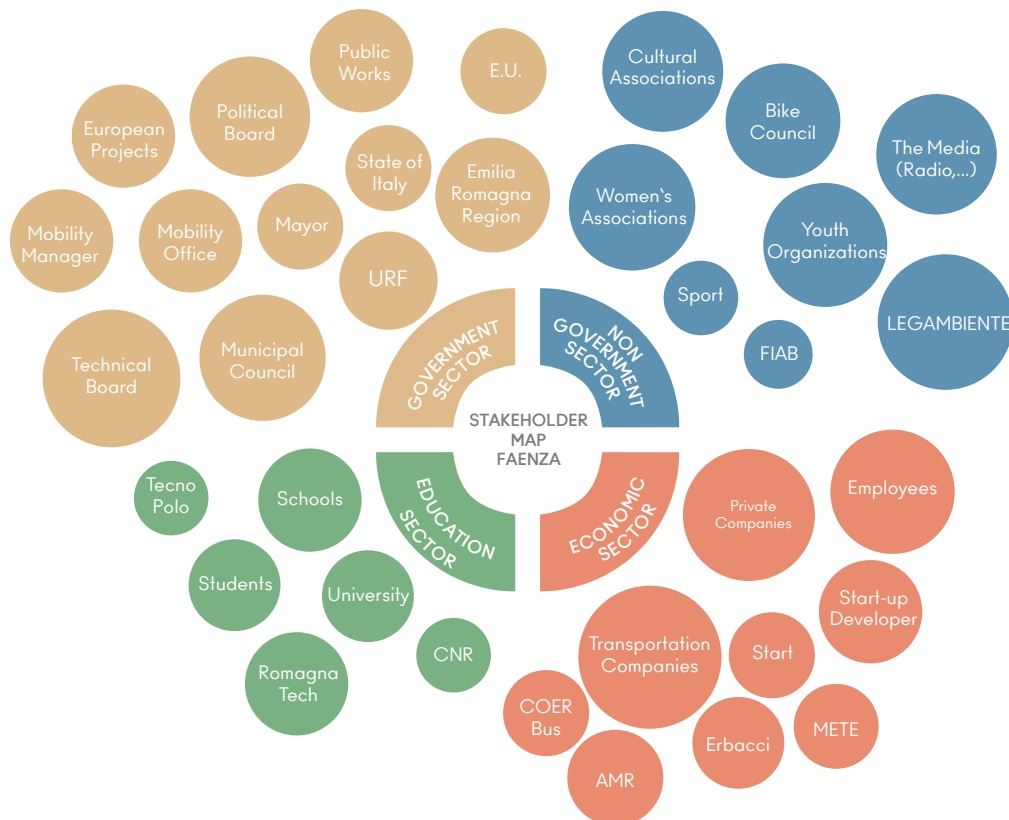 Public
Works
E.U.
Political
Board
European
Projects
State of
Italy
Emilia
Romagna
Region
Mobility
Manager
Mobility
Office
Mayor
URF
Technical
Board
Municipal
Council
GOVERNMENT
SECTOR
Cultural
Associations
Bike
Council
The Media
(Radio,...)
Women‘s
Associations
Youth
Organizations
Sport
LEGAMBIENTE
FIAB
NON
GOVERNMENT
SECTOR
STAKEHOLDER
MAP
FAENZA
EDUCATION
SECTOR
Tecno
Polo
Schools
Students
University
Romagna
Tech
CNR
ECONOMIC
SECTOR
Private
Companies
Employees
Start-up
Developer
Transportation
Companies
Start
COER
Bus
Erbacci
METE
AMR